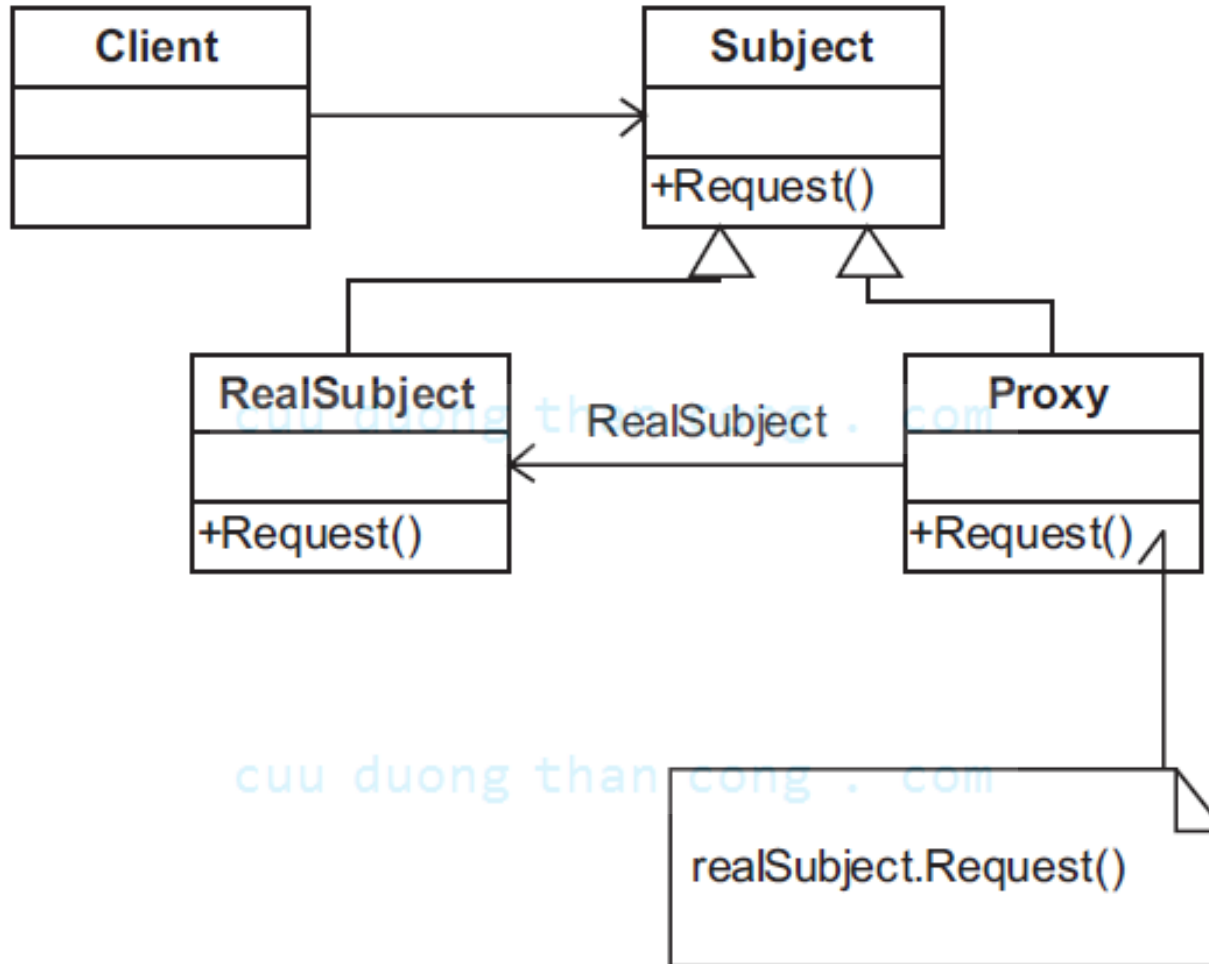 Client
Subject
+Request()
RealSubject
Proxy
cuu duong than cong . com
RealSubject
+Request()
+Request()
cuu duong than cong . com
realSubject.Request()